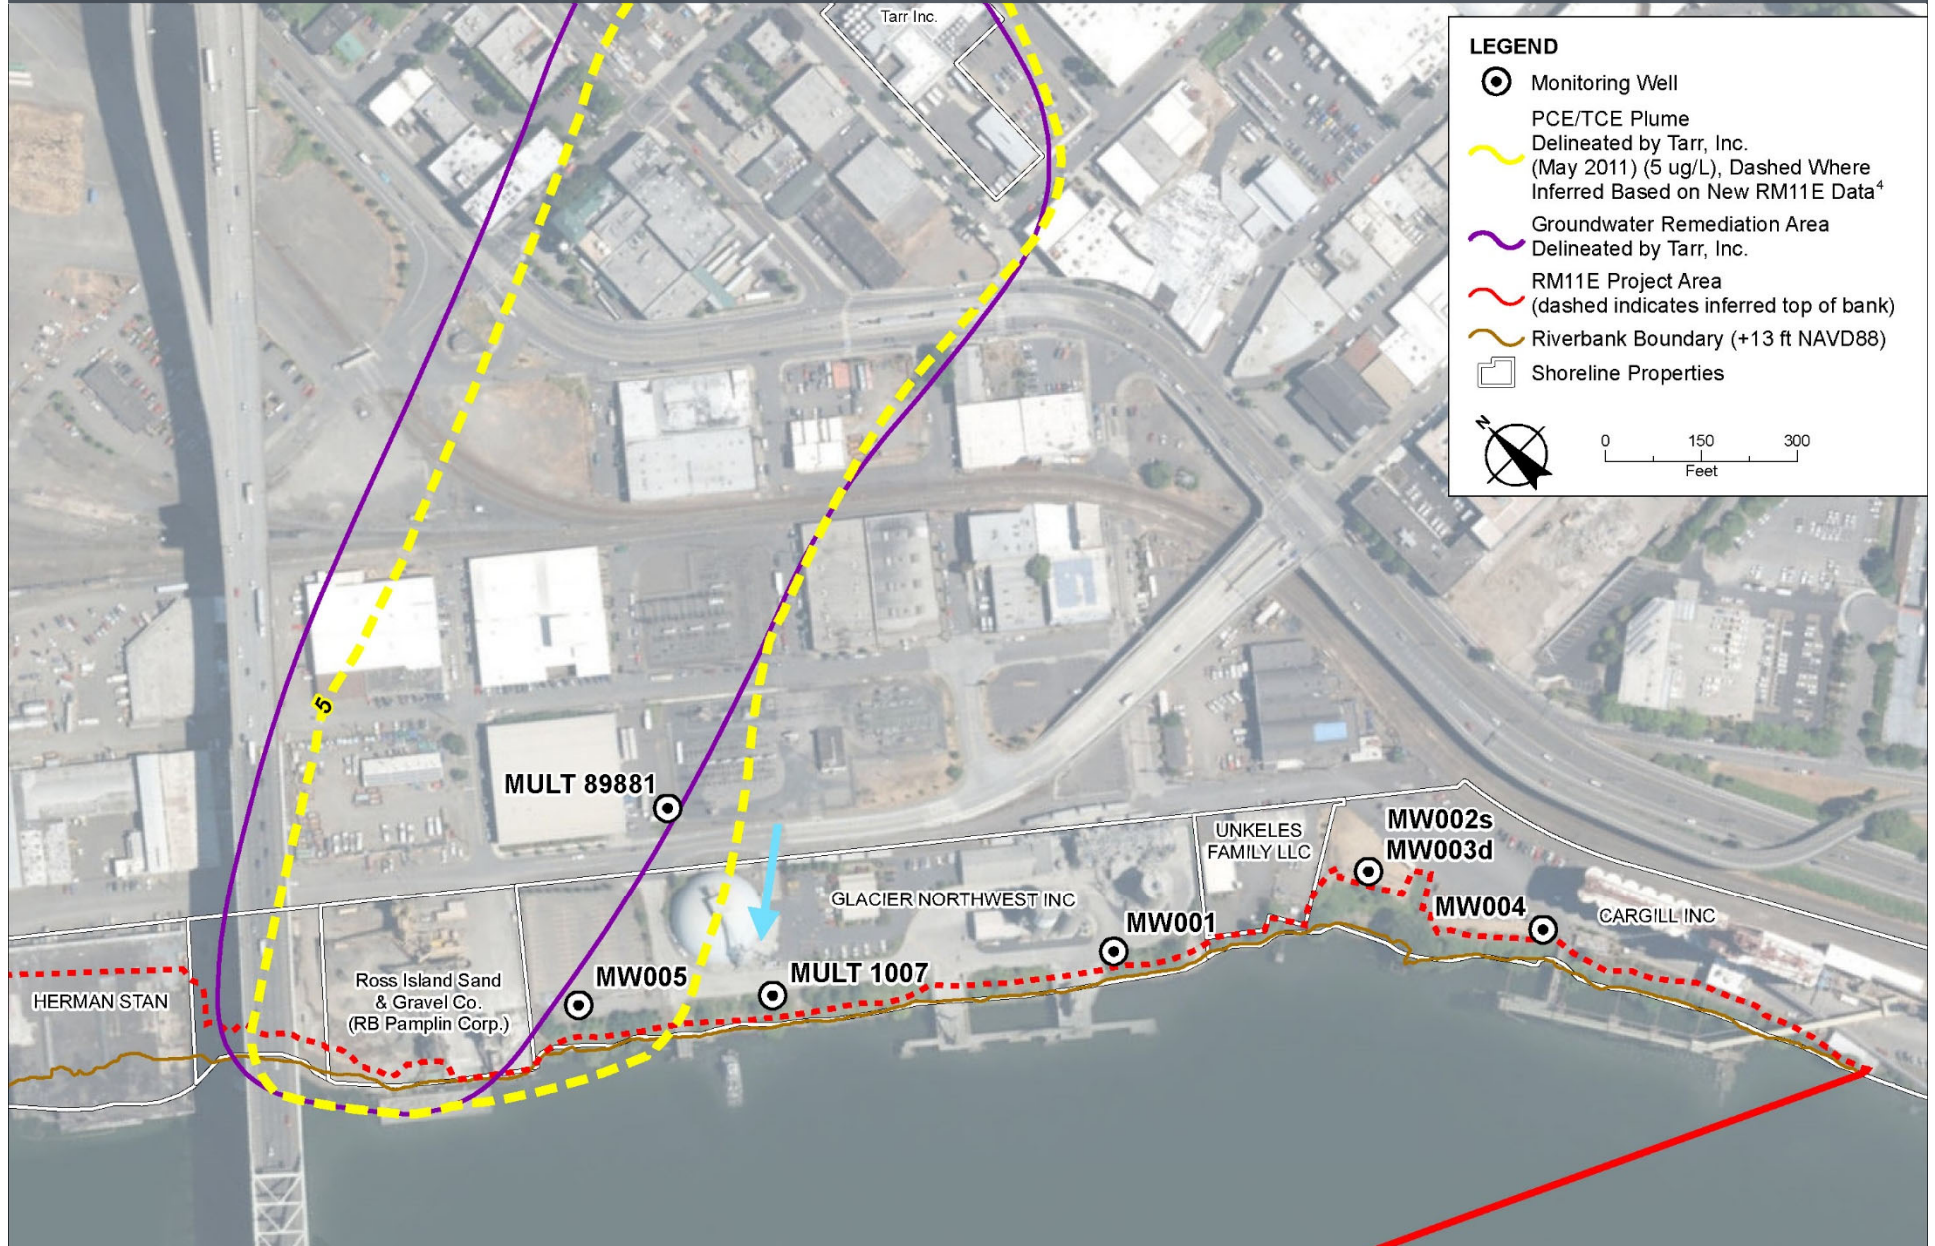 Tarr Inc.
LEGEND
Monitoring Well
PCE/TCE Plume
Delineated by Tarr, Inc.
(May 2011) (5 ug/L), Dashed Where
Inferred Based on New RM11E Data⁴
Groundwater Remediation Area
Delineated by Tarr, Inc.
RM11E Project Area
(dashed indicates inferred top of bank)
Riverbank Boundary (+13 ft NAVD88)
Shoreline Properties
N
0 150 300
Feet
5
MULT 89881
UNKELES
FAMILY LLC
MW002s
MW003d
GLACIER NORTHWEST INC
MW001
MW004
CARGILL INC
HERMAN STAN
Ross Island Sand
& Gravel Co.
(RB Pamplin Corp.)
MW005
MULT 1007